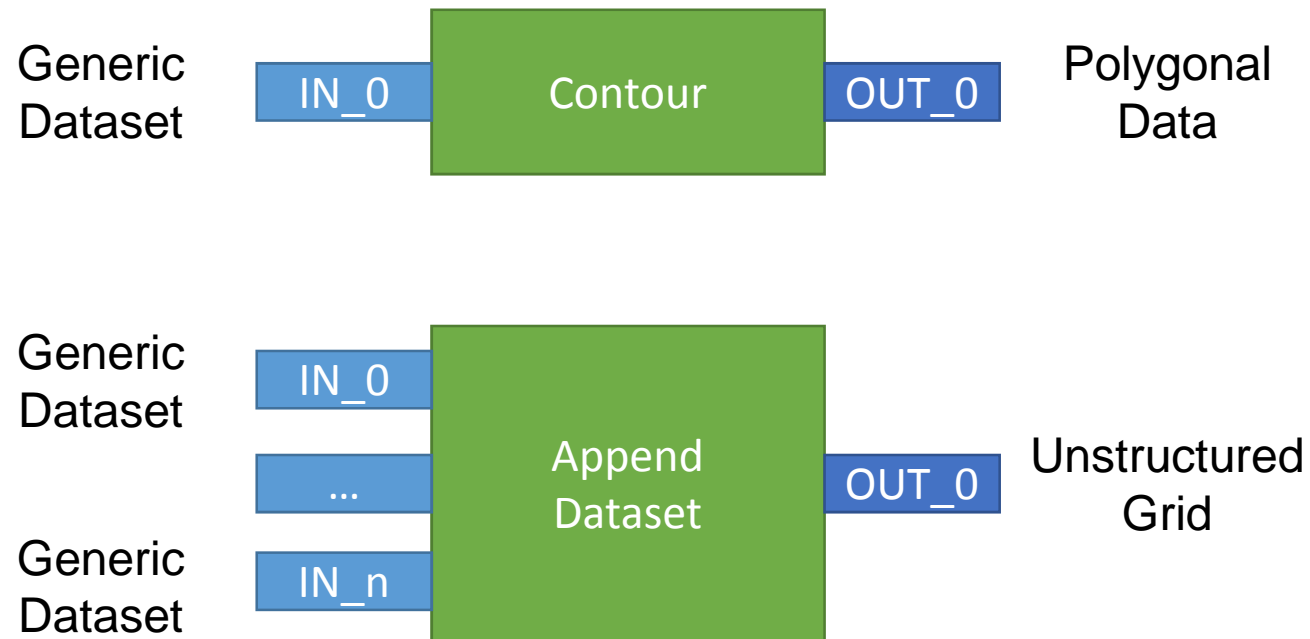 Generic
Dataset
IN_0
Contour
OUT_0
Polygonal
Data
Generic
Dataset
IN_0
...
Generic
Dataset
IN_n
Append
Dataset
OUT_0
Unstructured
Grid